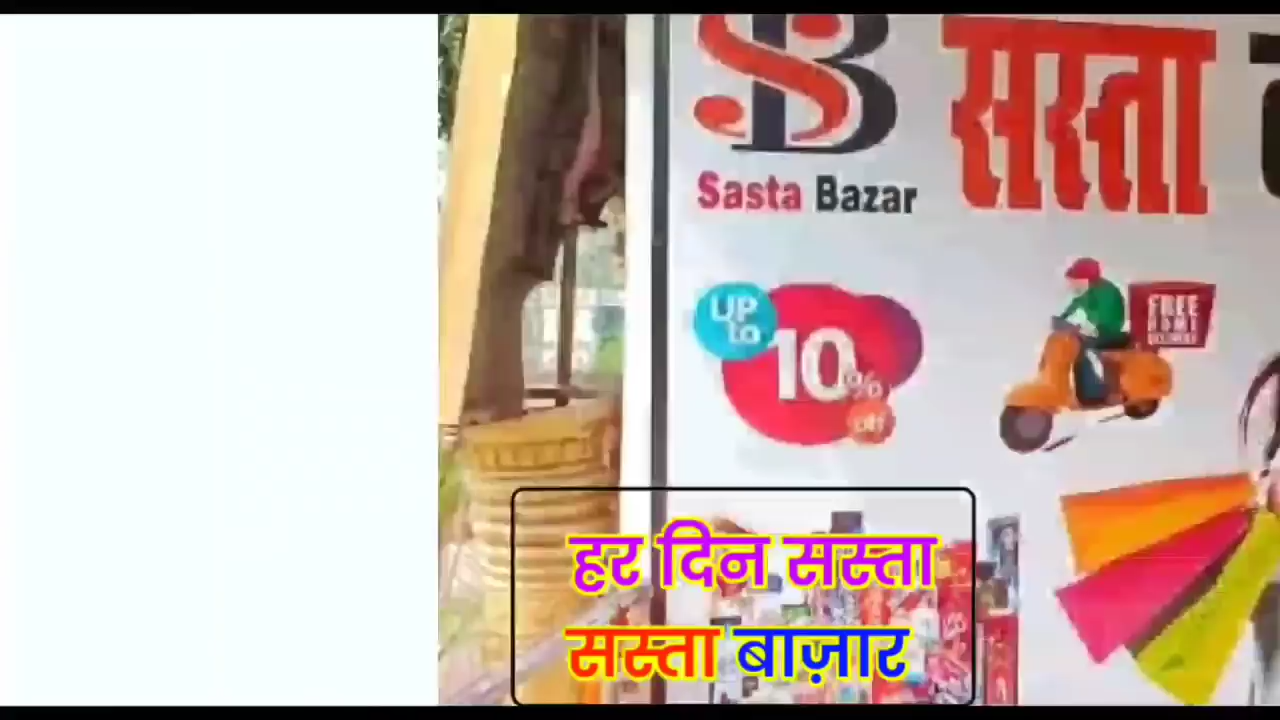 SB
सस्ता
Sasta Bazar
UP
to
10%
off
FREE
हर दिन सस्ता
सस्ता बाज़ार